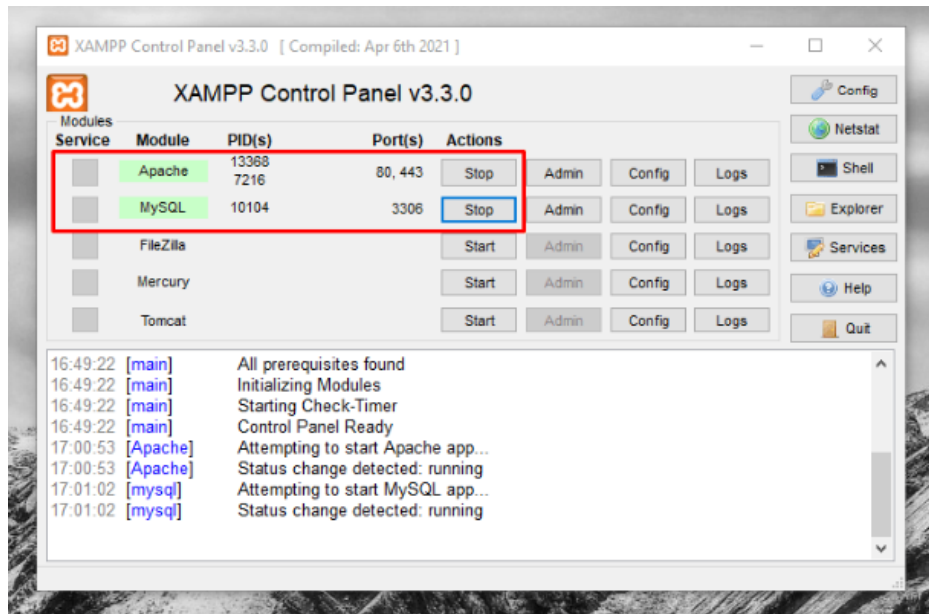 XAMPP Control Panel v3.3.0 [ Compiled: Apr 6th 2021 ]
XAMPP Control Panel v3.3.0
Config
Modules
Service Module PID(s) Port(s) Actions
Netstat
Apache 13368 7216 80, 443 Stop Admin Config Logs
Shell
MySQL 10104 3306 Stop Admin Config Logs
Explorer
FileZilla Start Admin Config Logs
Services
Mercury Start Admin Config Logs
Help
Tomcat Start Admin Config Logs
Quit
16:49:22 [main] All prerequisites found
16:49:22 [main] Initializing Modules
16:49:22 [main] Starting Check-Timer
16:49:22 [main] Control Panel Ready
17:00:53 [Apache] Attempting to start Apache app...
17:00:53 [Apache] Status change detected: running
17:01:02 [mysql] Attempting to start MySQL app...
17:01:02 [mysql] Status change detected: running